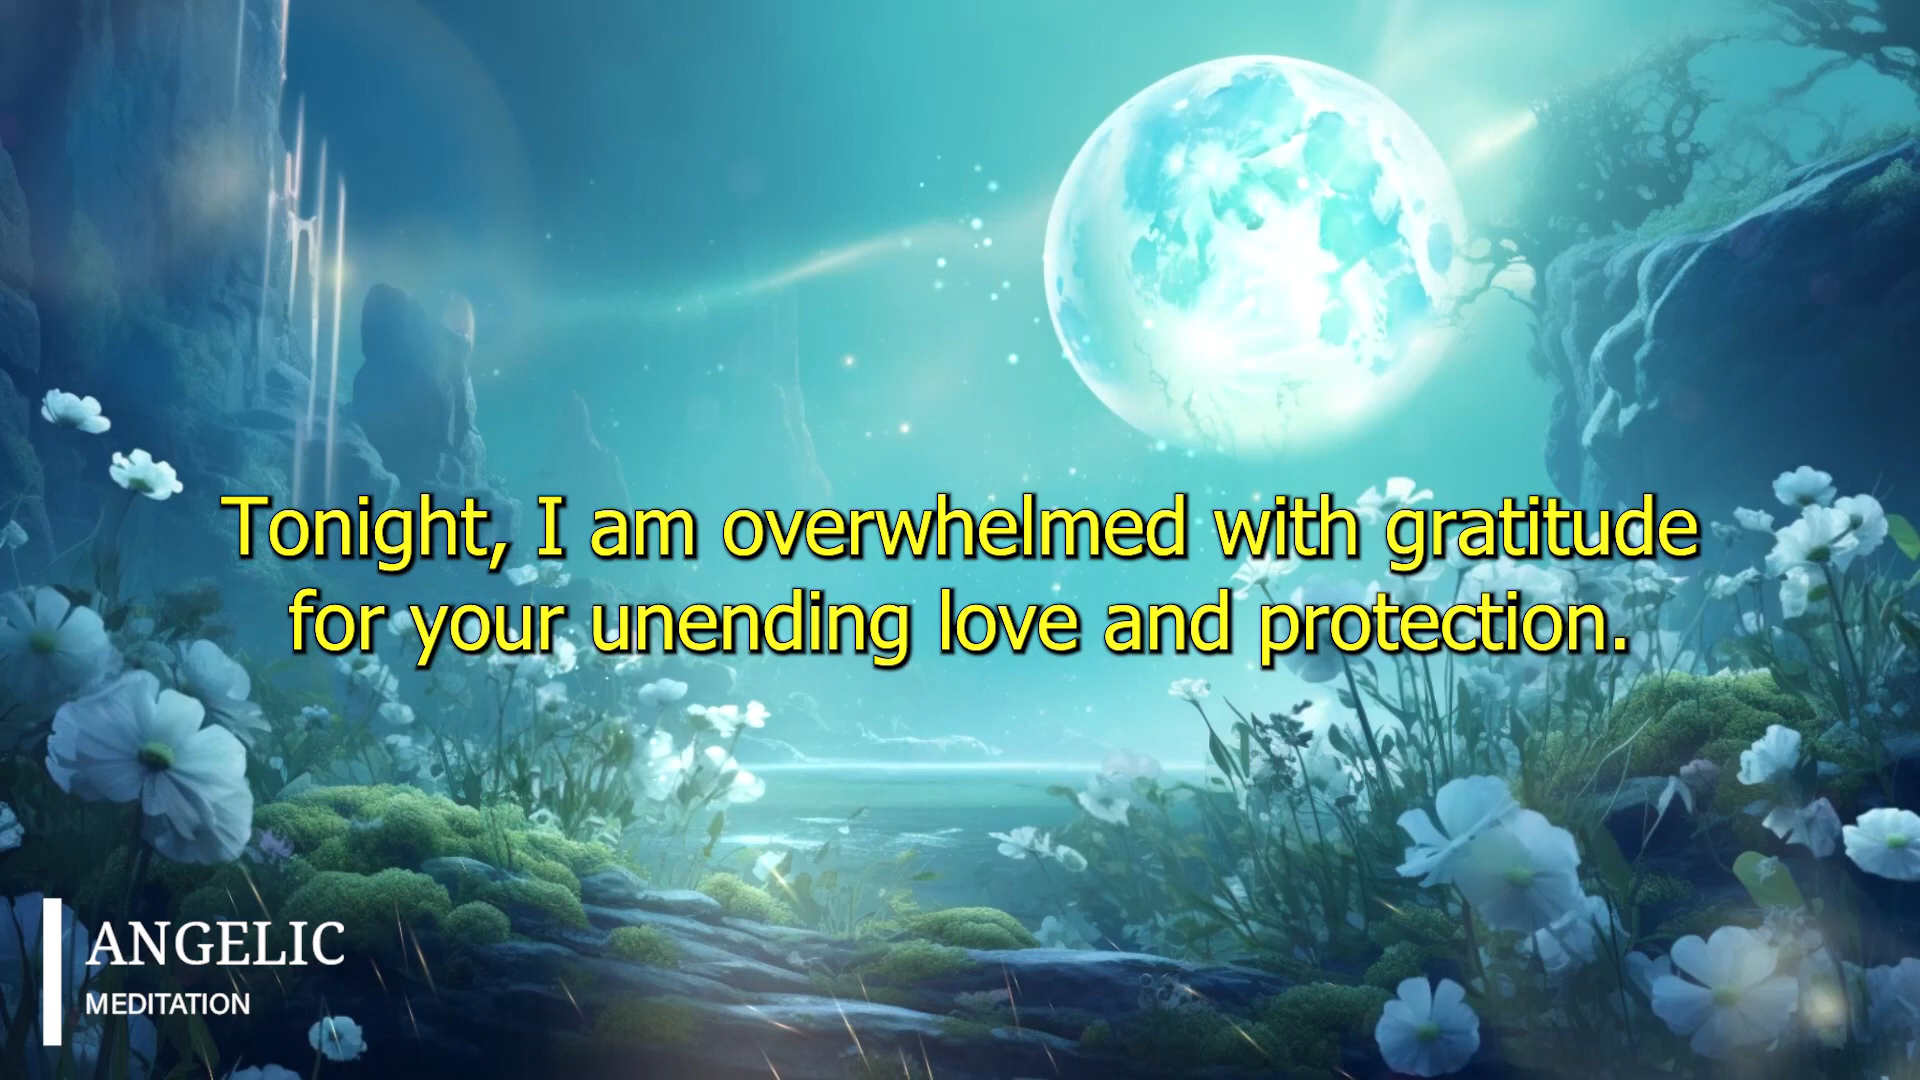 Tonight, I am overwhelmed with gratitude
for your unending love and protection.
ANGELIC
MEDITATION